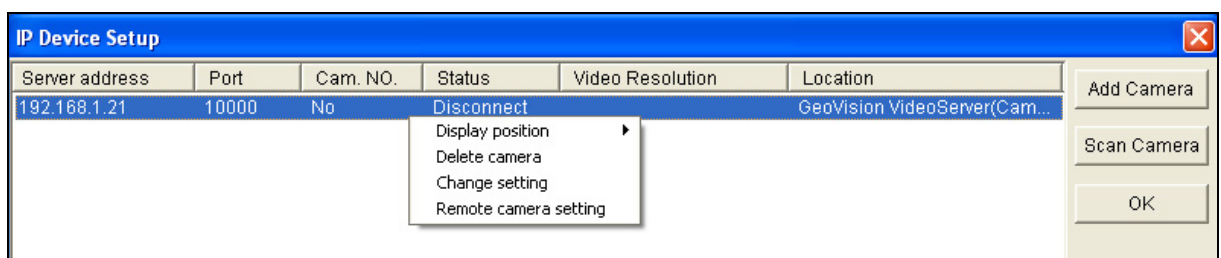 IP Device Setup
Server address Port Cam. NO. Status Video Resolution Location
Add Camera
192.168.1.21 10000 No Disconnect GeoVision VideoServer(Cam...
Display position
Delete camera
Scan Camera
Change setting
Remote camera setting
OK